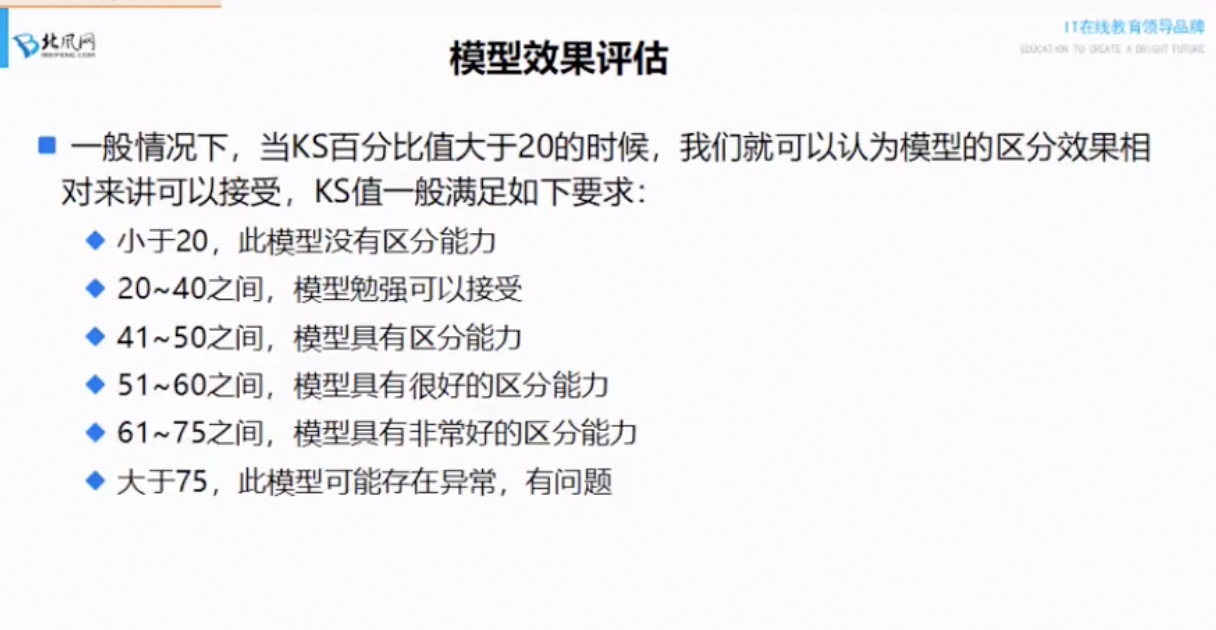 北风网
BEIFENG.COM
IT在线教育领导品牌
EDUCATION TO CREATE A BRIGHT FUTURE
模型效果评估
一般情况下，当KS百分比值大于20的时候，我们就可以认为模型的区分效果相
对来讲可以接受，KS值一般满足如下要求：
小于20，此模型没有区分能力
20~40之间，模型勉强可以接受
41~50之间，模型具有区分能力
51~60之间，模型具有很好的区分能力
61~75之间，模型具有非常好的区分能力
大于75，此模型可能存在异常，有问题